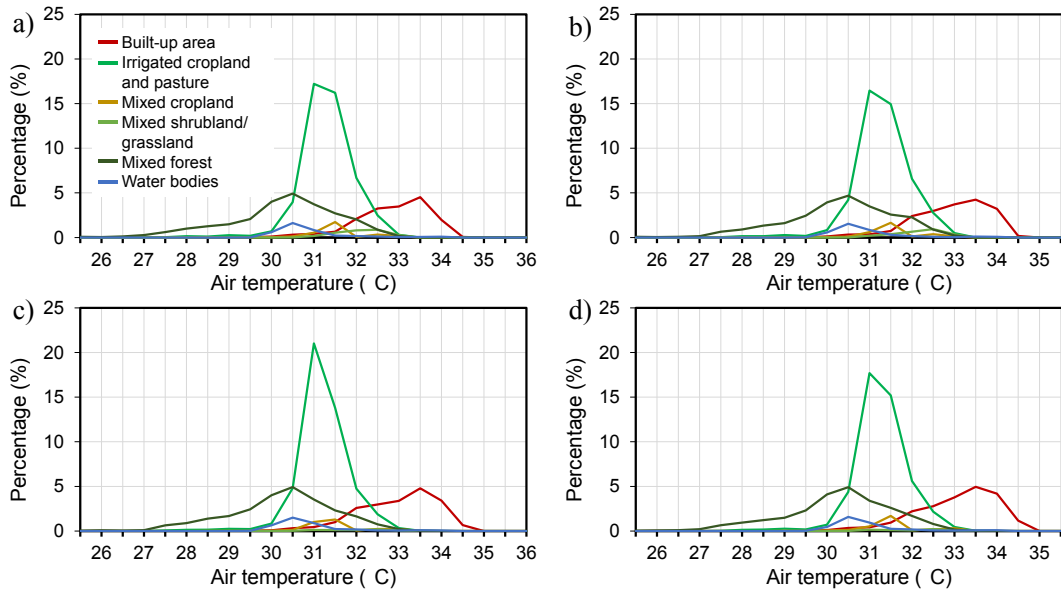 a)
25
20
15
10
5
0
Percentage (%)
Built-up area
Irrigated cropland
and pasture
Mixed cropland
Mixed shrubland/
grassland
Mixed forest
Water bodies
26 27 28 29 30 31 32 33 34 35 36
Air temperature ( C)
b)
25
20
15
10
5
0
Percentage (%)
26 27 28 29 30 31 32 33 34 35
Air temperature ( C)
c)
25
20
15
10
5
0
Percentage (%)
26 27 28 29 30 31 32 33 34 35 36
Air temperature ( C)
d)
25
20
15
10
5
0
Percentage (%)
26 27 28 29 30 31 32 33 34 35
Air temperature ( C)